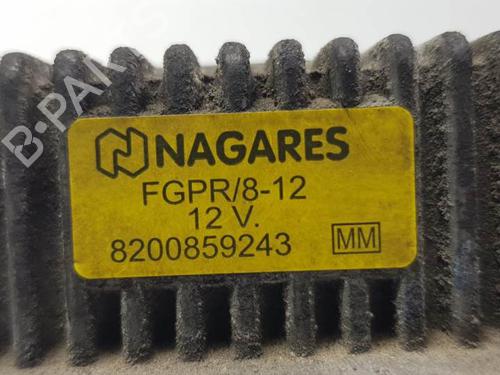 B-PARTS
NAGARES
FGPR/8-12
12 V.
8200859243
MM